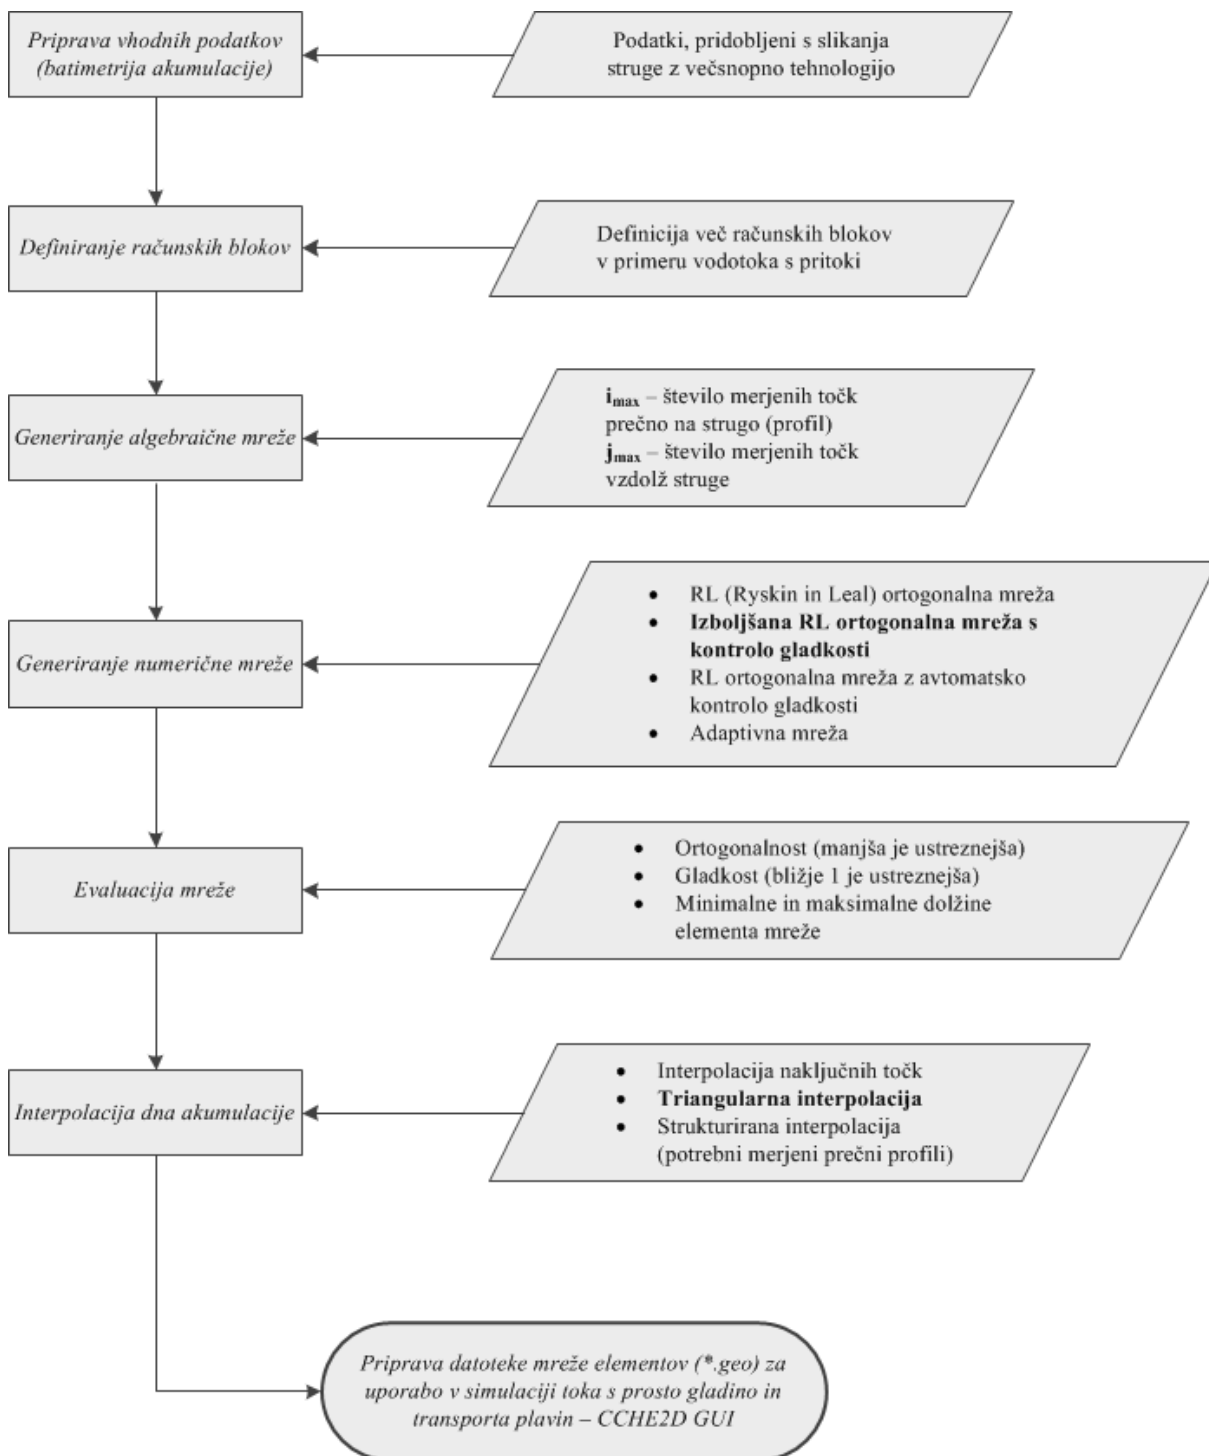 Priprava vhodnih podatkov
(batimetrija akumulacije)
Podatki, pridobljeni s slikanja
struge z večsnopno tehnologijo
Definiranje računskih blokov
Definicija več računskih blokov
v primeru vodotoka s pritoki
Generiranje algebraične mreže
i_max – število merjenih točk
prečno na strugo (profil)
j_max – število merjenih točk
vzdolž struge
Generiranje numerične mreže
• RL (Ryskin in Leal) ortogonalna mreža
• Izboljšana RL ortogonalna mreža s
kontrolo gladkosti
• RL ortogonalna mreža z avtomatsko
kontrolo gladkosti
• Adaptivna mreža
Evaluacija mreže
• Ortogonalnost (manjša je ustreznejša)
• Gladkost (bližje 1 je ustreznejša)
• Minimalne in maksimalne dolžine
elementa mreže
Interpolacija dna akumulacije
• Interpolacija naključnih točk
• Triangularna interpolacija
• Strukturirana interpolacija
(potrebni merjeni prečni profili)
Priprava datoteke mreže elementov (*.geo) za
uporabo v simulaciji toka s prosto gladino in
transporta plavin – CCHE2D GUI